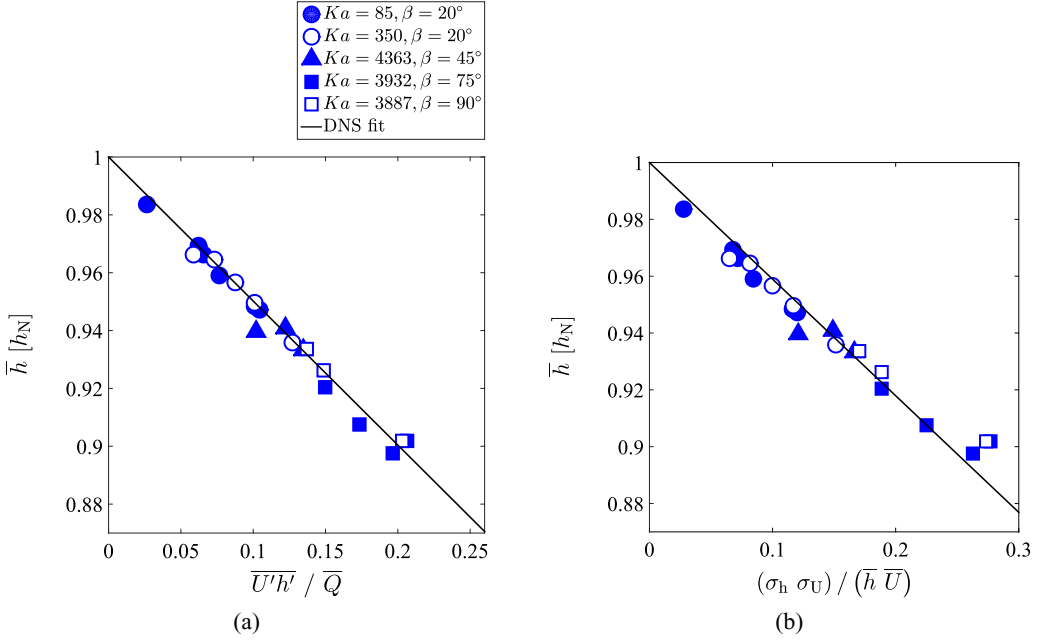 Ka = 85, β = 20°
Ka = 350, β = 20°
Ka = 4363, β = 45°
Ka = 3932, β = 75°
Ka = 3887, β = 90°
DNS fit
1
0.98
0.96
0.94
0.92
0.9
0.88
h̅ [h_N]
0
0.05
0.1
0.15
0.2
0.25
\overline{U'h'} / \overline{Q}
(a)
1
0.98
0.96
0.94
0.92
0.9
0.88
h̅ [h_N]
0
0.1
0.2
0.3
(σ_h σ_U) / (h̅ U̅)
(b)